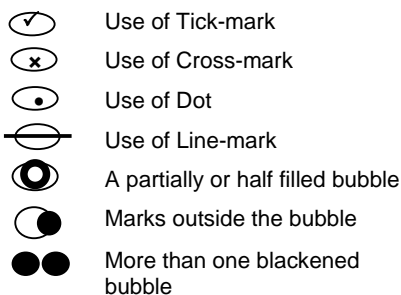 Use of Tick-mark
Use of Cross-mark
Use of Dot
Use of Line-mark
A partially or half filled bubble
Marks outside the bubble
More than one blackened
bubble